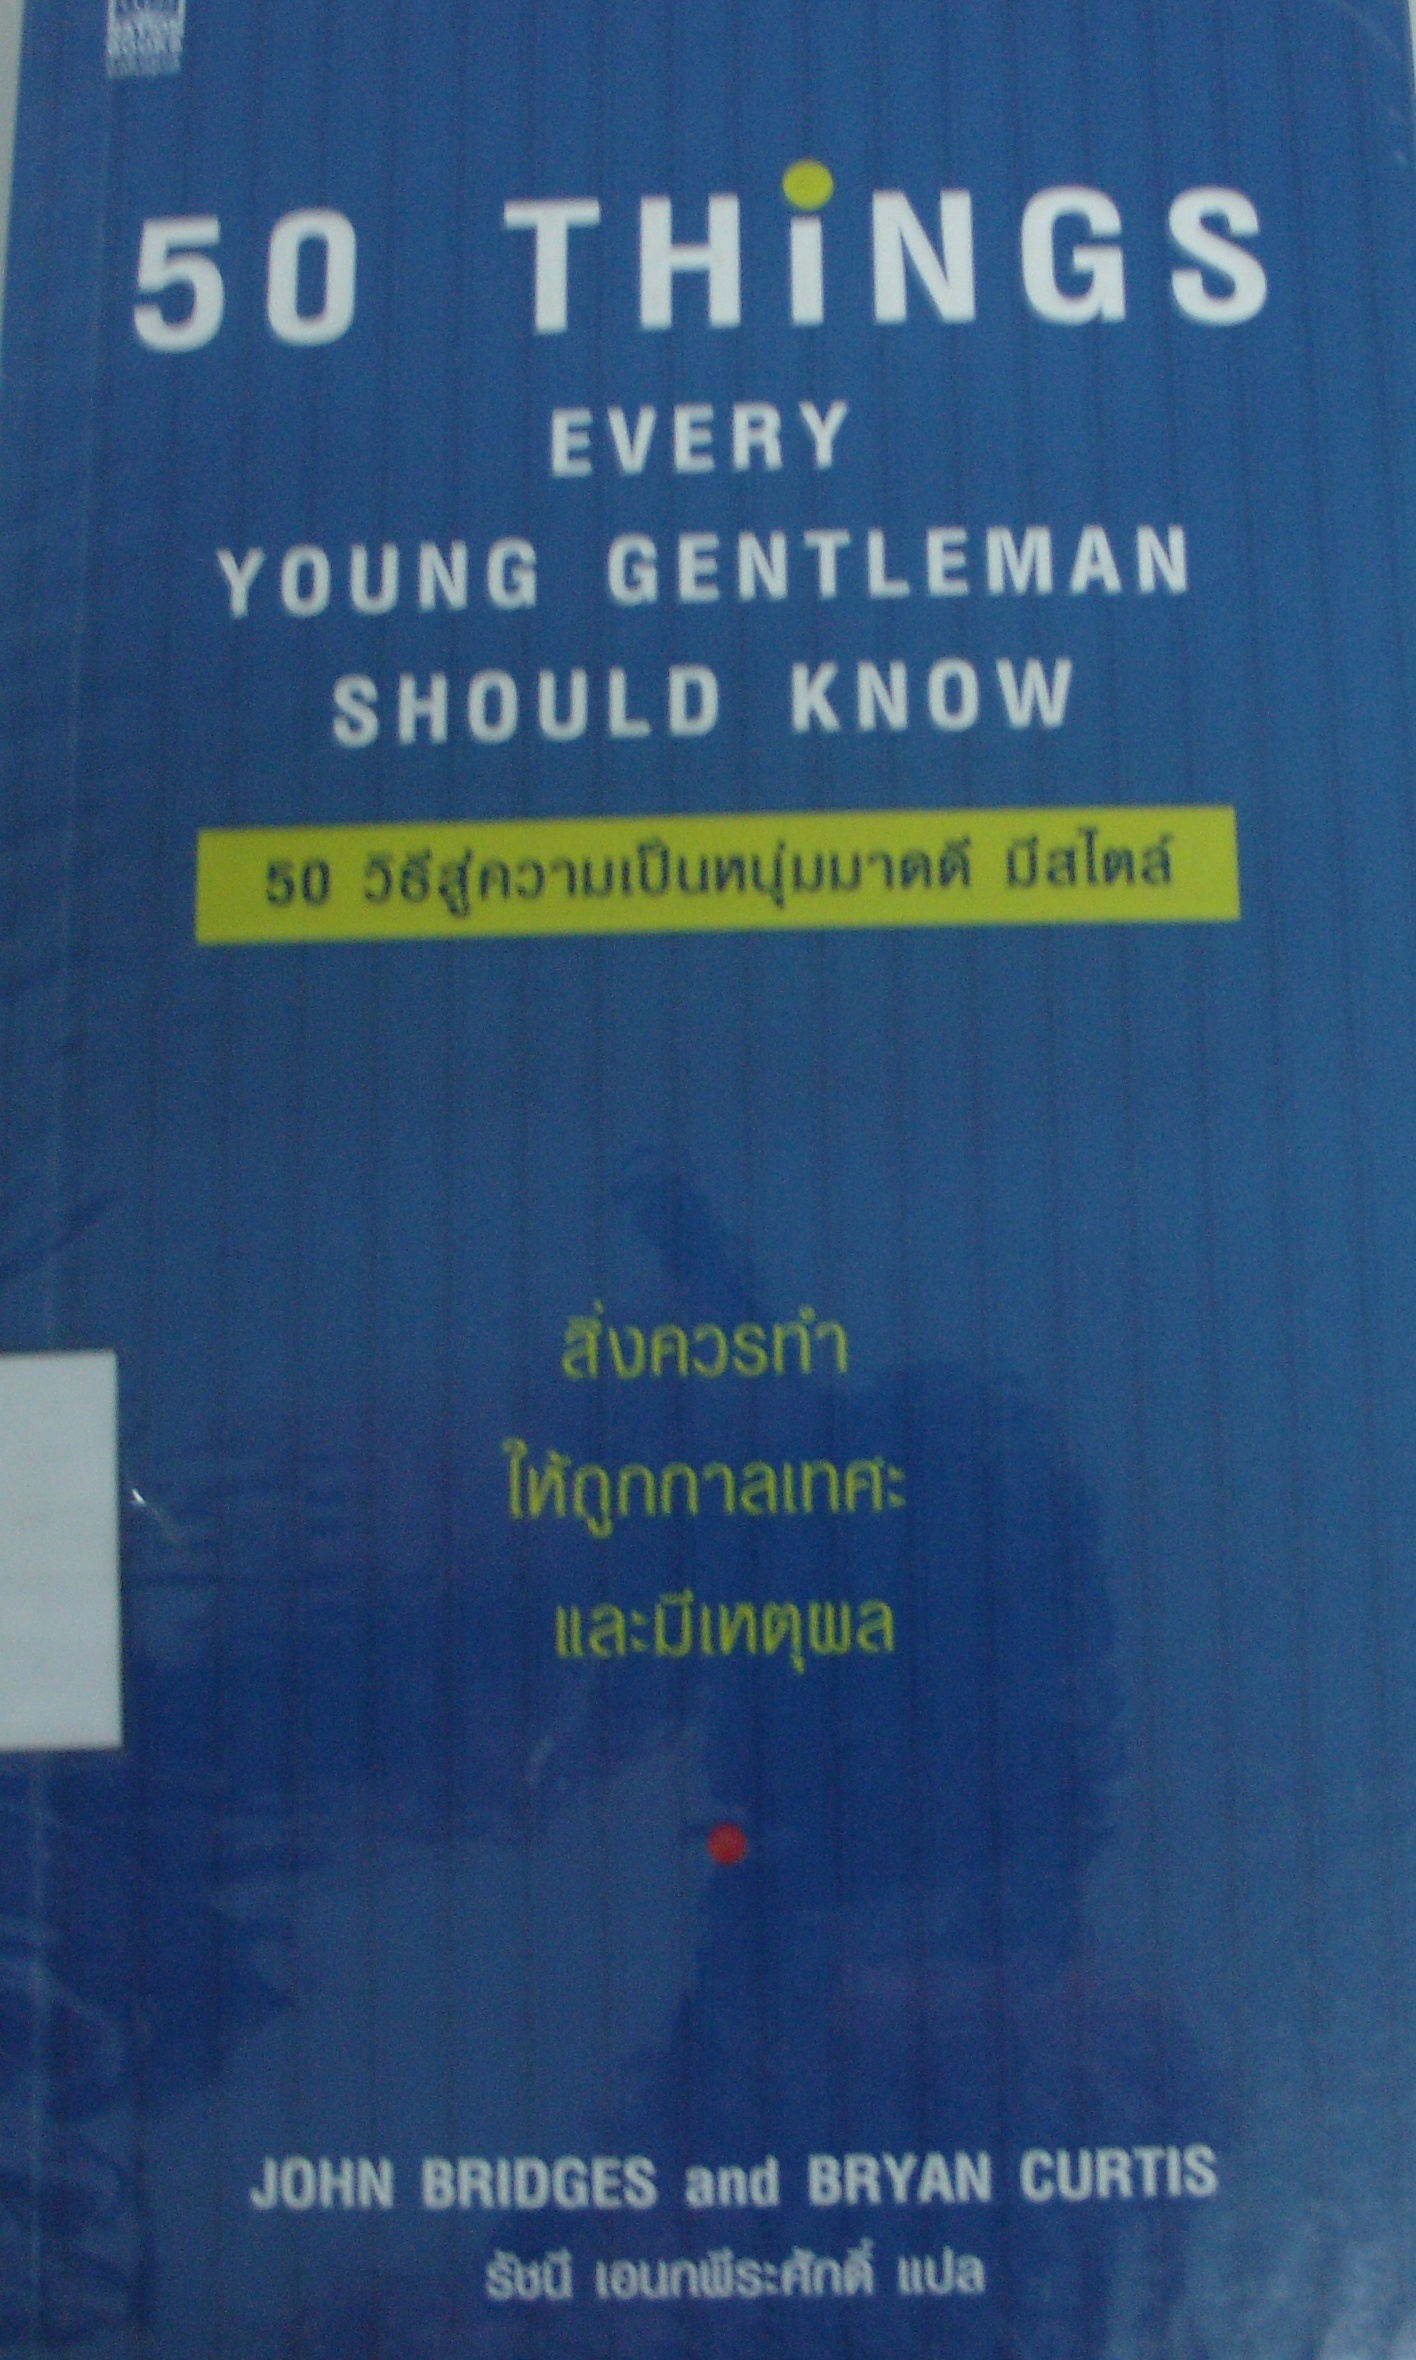 NATION
BOOKS
50 THiNGS
EVERY
YOUNG GENTLEMAN
SHOULD KNOW
50 วิธีสู่ความเป็นหนุ่มมาดดี มีสไตล์
สิ่งควรทำ
ให้ถูกกาลเทศะ
และมีเหตุผล
JOHN BRIDGES and BRYAN CURTIS
รัชนี เอนกพีระศักดิ์ แปล